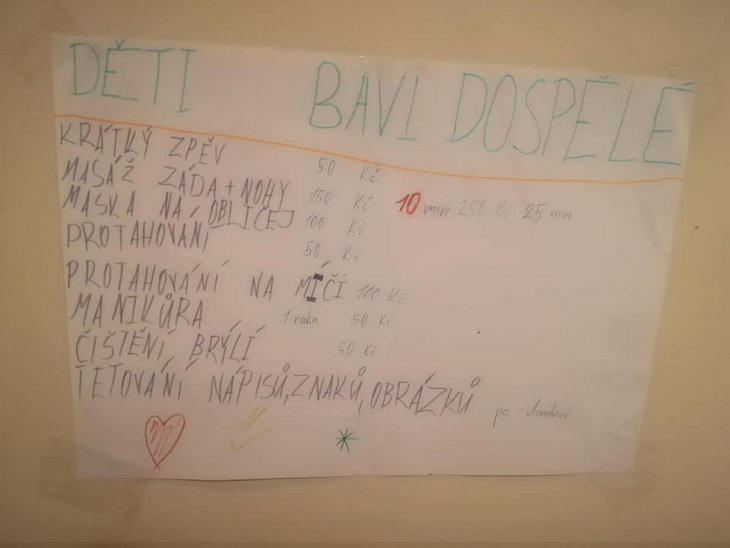 DĚTI BAVÍ DOSPĚLÉ
KRÁTKÝ ZPĚV 50 Kč
MASÁŽ ZÁDA + NOHY 150 Kč 10 min 250 Kč 25 min
MASKA NA OBLIČEJ 100 Kč
PROTAHOVÁNÍ 50 Kč
PROTAHOVÁNÍ NA MÍČI 100 Kč
MANIKŮRA 1 ruka 50 Kč
ČIŠTĚNÍ BRÝLÍ 50 Kč
TETOVÁNÍ NÁPISŮ, ZNAKŮ, OBRÁZKŮ po